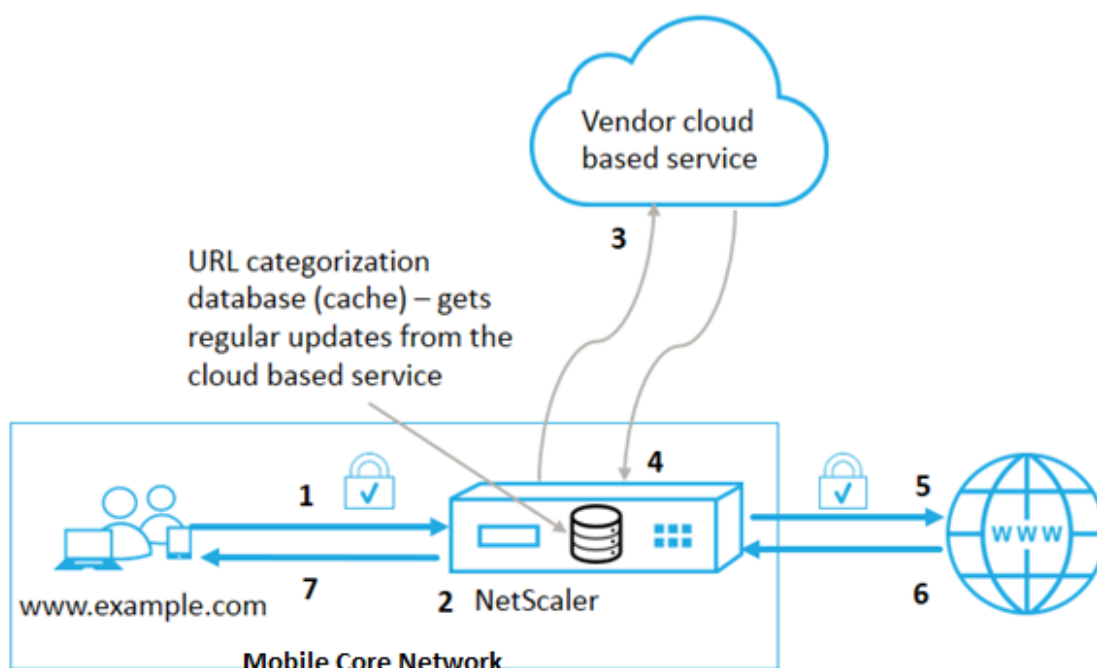 Vendor cloud
based service
3
URL categorization
database (cache) – gets
regular updates from the
cloud based service
4
5
1
WWW
7
2 NetScaler
6
www.example.com
Mobile Core Network